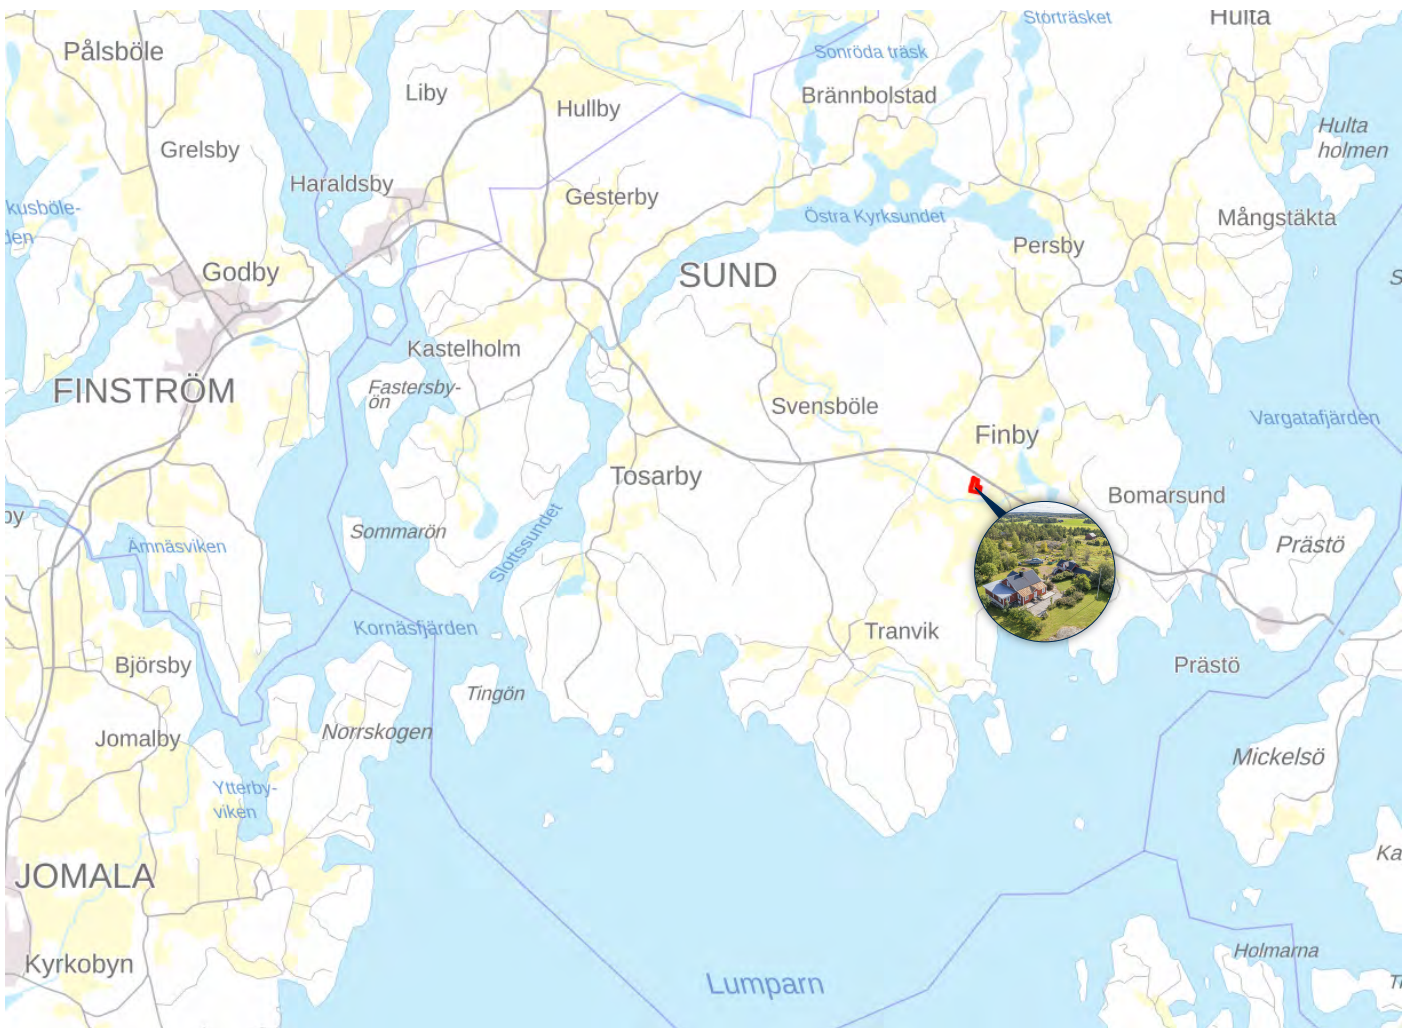 Hulta
Störträsket
Pålsböle
Sonröda träsk
Liby
Brännbolstad
Hullby
Hulta
holmen
Grelsby
Haraldsby
Gesterby
kusböle-
Östra Kyrksundet
Mångstäkta
Persby
Godby
SUND
Kastelholm
FINSTRÖM
Fastersby-
ön
Svensböle
Vargatafjärden
Finby
Tosarby
Bomarsund
Sommarön
Slottssundet
Ämnäsviken
Prästö
Kornäsfjärden
Tranvik
Björsby
Prästö
Tingön
Norrskogen
Jomalby
Mickelsö
Ytterby-
viken
JOMALA
Kyrkobyn
Holmarna
Lumparn